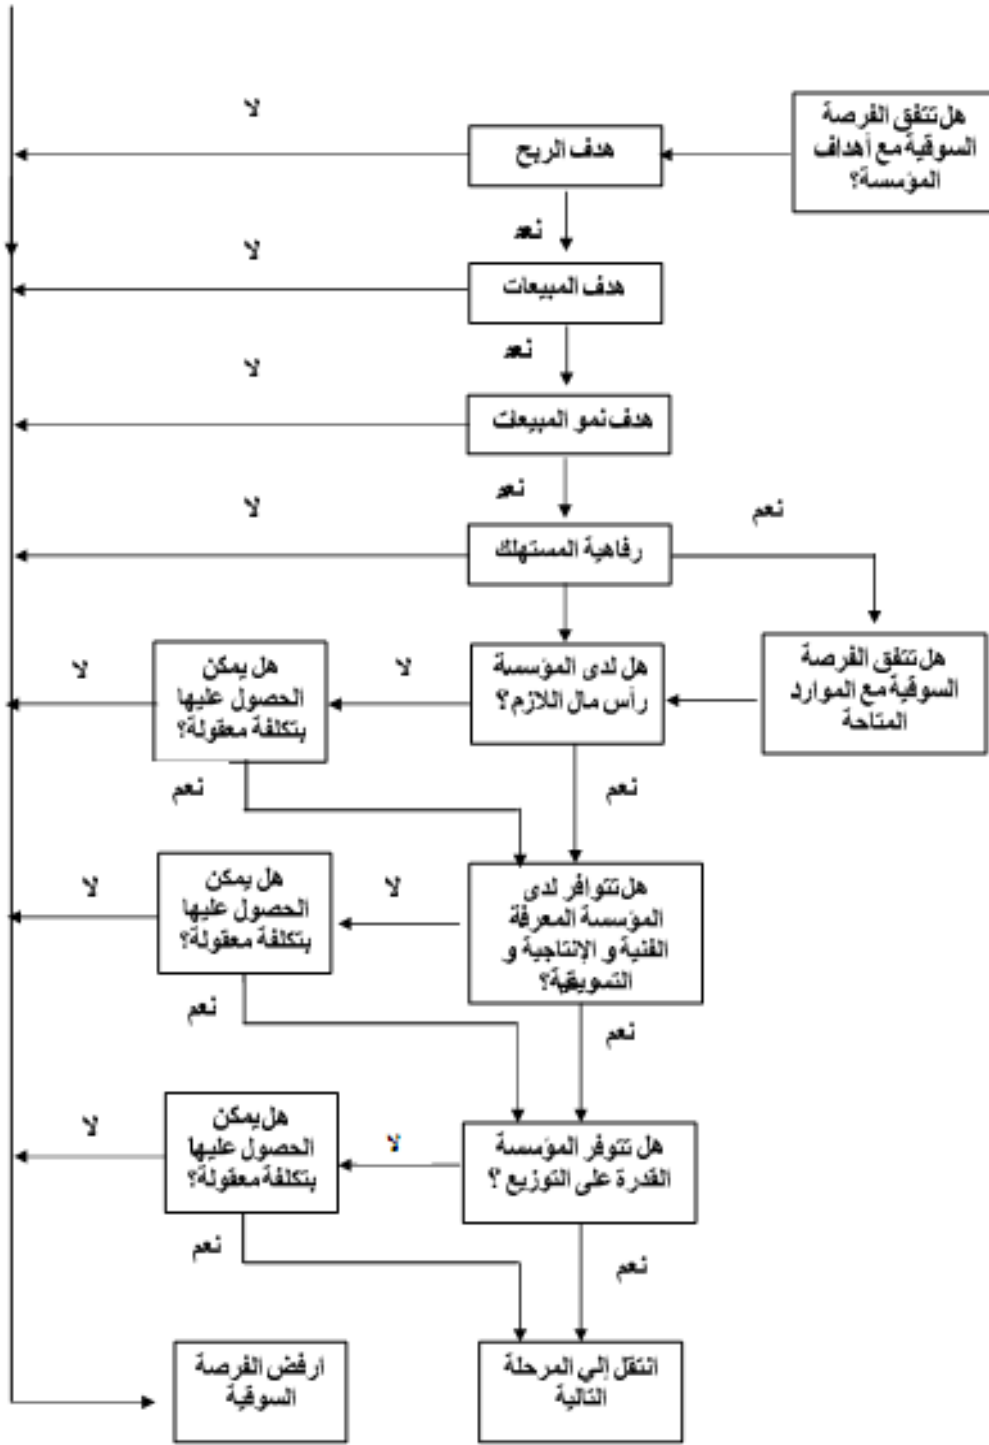 هل تتفق الفرصة
السوقية مع أهداف
المؤسسة؟
هدف الربح
لا
نعم
هدف المبيعات
لا
نعم
هدف نمو المبيعات
لا
نعم
رفاهية المستهلك
لا
نعم
هل تتفق الفرصة
السوقية مع الموارد
المتاحة
هل لدى المؤسسة
رأس مال اللازم؟
لا
هل يمكن
الحصول عليها
بتكلفة معقولة؟
لا
نعم
نعم
هل تتوافر لدى
المؤسسة المعرفة
الفنية و الإنتاجية و
التسويقية؟
لا
هل يمكن
الحصول عليها
بتكلفة معقولة؟
لا
نعم
نعم
هل تتوفر المؤسسة
القدرة على التوزيع ؟
لا
هل يمكن
الحصول عليها
بتكلفة معقولة؟
لا
نعم
نعم
انتقل إلي المرحلة
التالية
ارفض الفرصة
السوقية